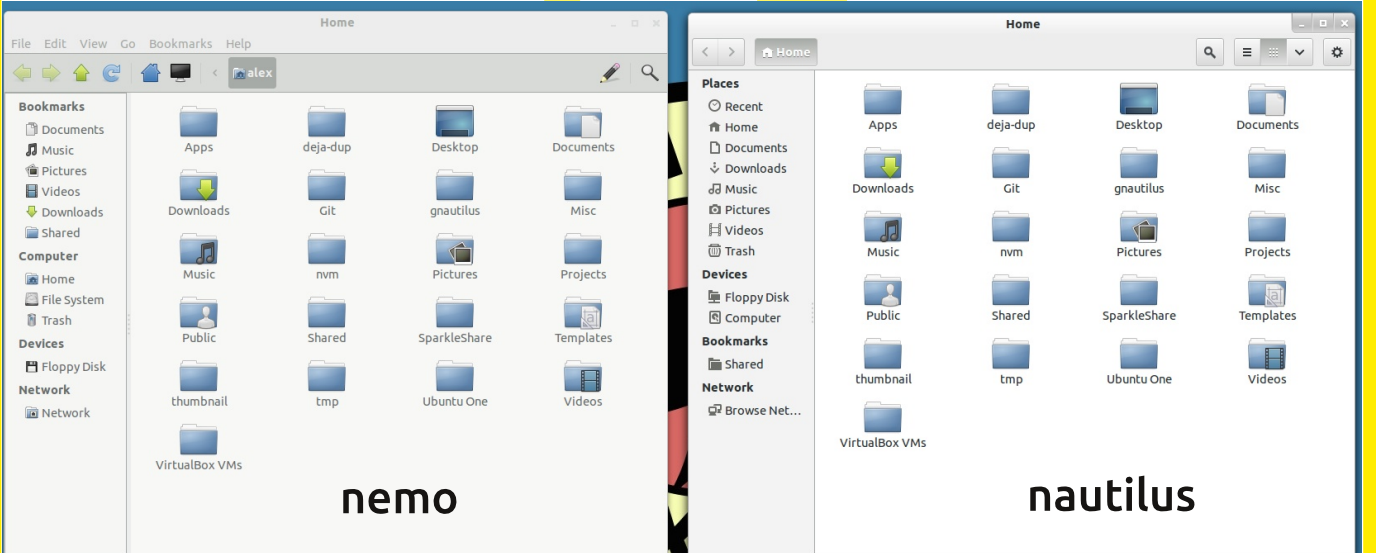 Home
File Edit View Go Bookmarks Help
alex
Bookmarks
Documents
Music
Pictures
Videos
Downloads
Shared
Computer
Home
File System
Trash
Devices
Floppy Disk
Network
Network
Apps deja-dup Desktop Documents
Downloads Git gnautilus Misc
Music nvm Pictures Projects
Public Shared SparkleShare Templates
thumbnail tmp Ubuntu One Videos
VirtualBox VMs
nemo
Home
Home
Places
Recent
Home
Documents
Downloads
Music
Pictures
Videos
Trash
Devices
Floppy Disk
Computer
Bookmarks
Shared
Network
Browse Net...
Apps deja-dup Desktop Documents
Downloads Git gnautilus Misc
Music nvm Pictures Projects
Public Shared SparkleShare Templates
thumbnail tmp Ubuntu One Videos
VirtualBox VMs
nautilus